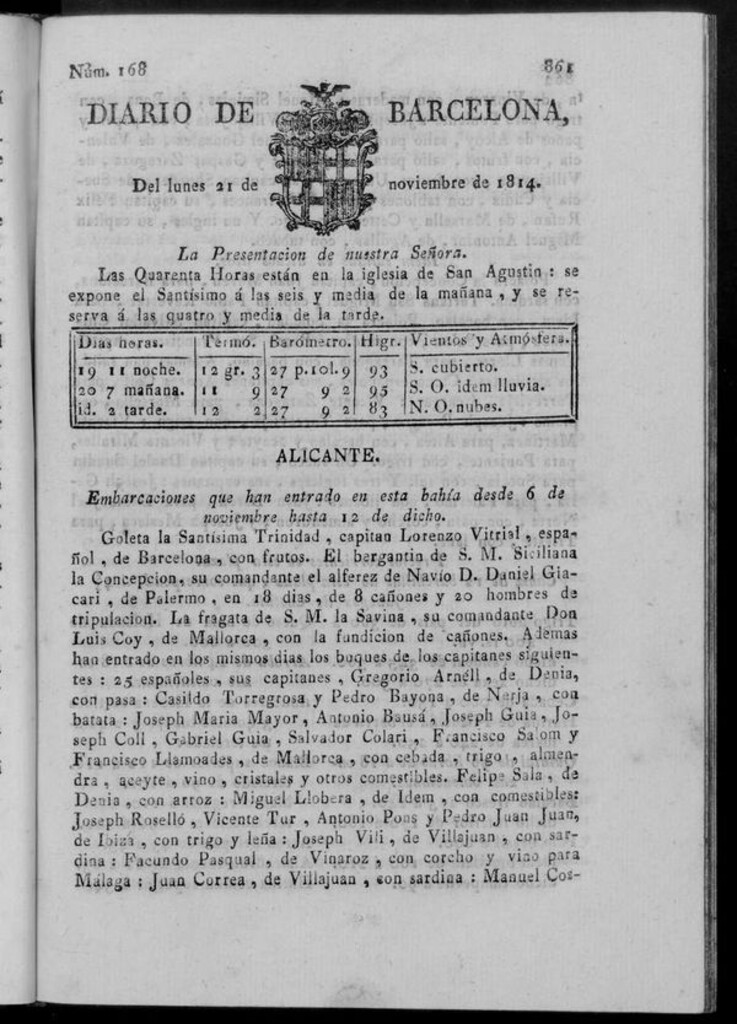 Núm. 168 861
DIARIO DE BARCELONA,
Del lunes 21 de noviembre de 1814.
La Presentacion de nuestra Señora.
Las Quarenta Horas están en la iglesia de San Agustin : se
expone el Santísimo á las seis y media de la mañana , y se re-
serva á las quatro y media de la tarde.
Dias horas. Termó. Barómetro. Higr. Vientos y Atmósfera.
19 11 noche. 12 gr. 3 27 p. 10l. 9 93 S. cubierto.
20 7 mañana. 11 9 27 9 2 95 S. O. idem lluvia.
id. 2 tarde. 12 2 27 9 2 83 N. O. nubes.
ALICANTE.
Embarcaciones que han entrado en esta bahía desde 6 de
noviembre hasta 12 de dicho.
Goleta la Santísima Trinidad , capitan Lorenzo Vitrial , espa-
ñol , de Barcelona , con frutos. El bergantin de S. M. Siciliana
la Concepcion, su comandante el alferez de Navío D. Daniel Gia-
cari , de Palermo , en 18 dias , de 8 cañones y 20 hombres de
tripulacion. La fragata de S. M. la Savina , su comandante Don
Luis Coy , de Mallorca , con la fundicion de cañones. Ademas
han entrado en los mismos dias los buques de los capitanes siguien-
tes : 25 españoles , sus capitanes , Gregorio Arnéll , de Denia,
con pasa : Casildo Torregrosa y Pedro Bayona , de Nerja , con
batata : Joseph Maria Mayor , Antonio Bausá , Joseph Guia , Jo-
seph Coll , Gabriel Guia , Salvador Colari , Francisco Salom y
Francisco Llamoades , de Mallorca , con cebada , trigo , almen-
dra , aceyte , vino , cristales y otros comestibles. Felipe Sala , de
Denia , con arroz : Miguel Llobera , de Idem , con comestibles:
Joseph Roselló , Vicente Tur , Antonio Pons y Pedro Juan Juan,
de Ibiza , con trigo y leña : Joseph Vili , de Villajuan , con sar-
dina : Facundo Pasqual , de Vinaroz , con corcho y vino para
Málaga : Juan Correa , de Villajuan , con sardina : Manuel Cos-